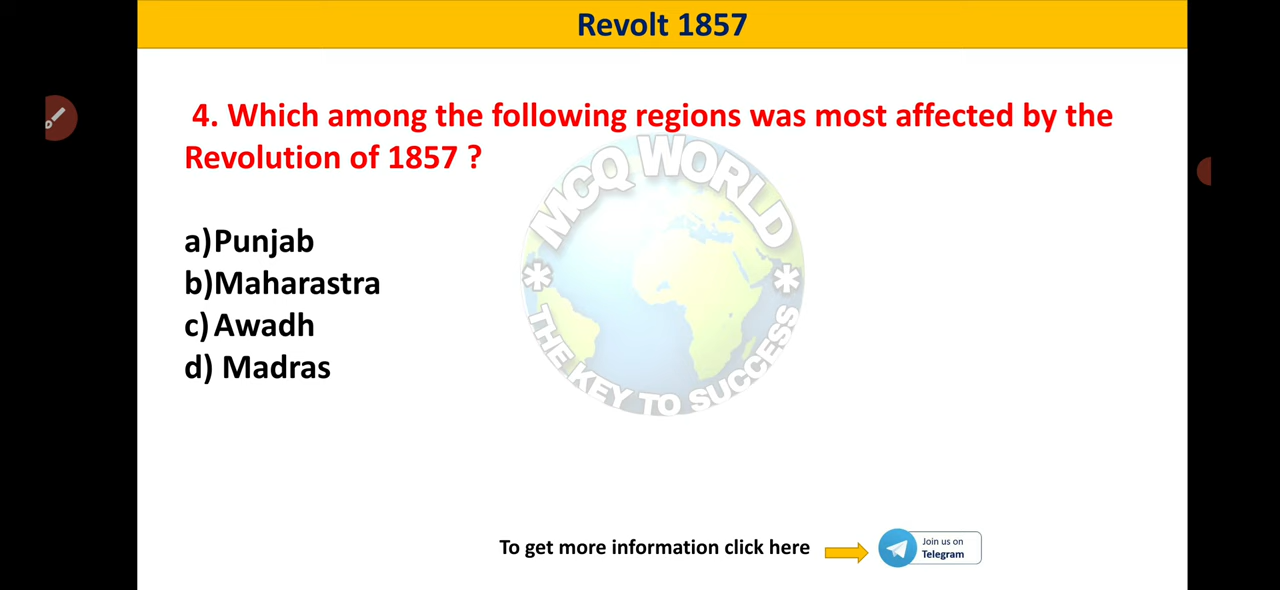 Revolt 1857
4. Which among the following regions was most affected by the
Revolution of 1857 ?
a)Punjab
b)Maharastra
c) Awadh
d) Madras
MCQ WORLD
* *
THE KEY TO SUCCESS
To get more information click here
Join us on
Telegram